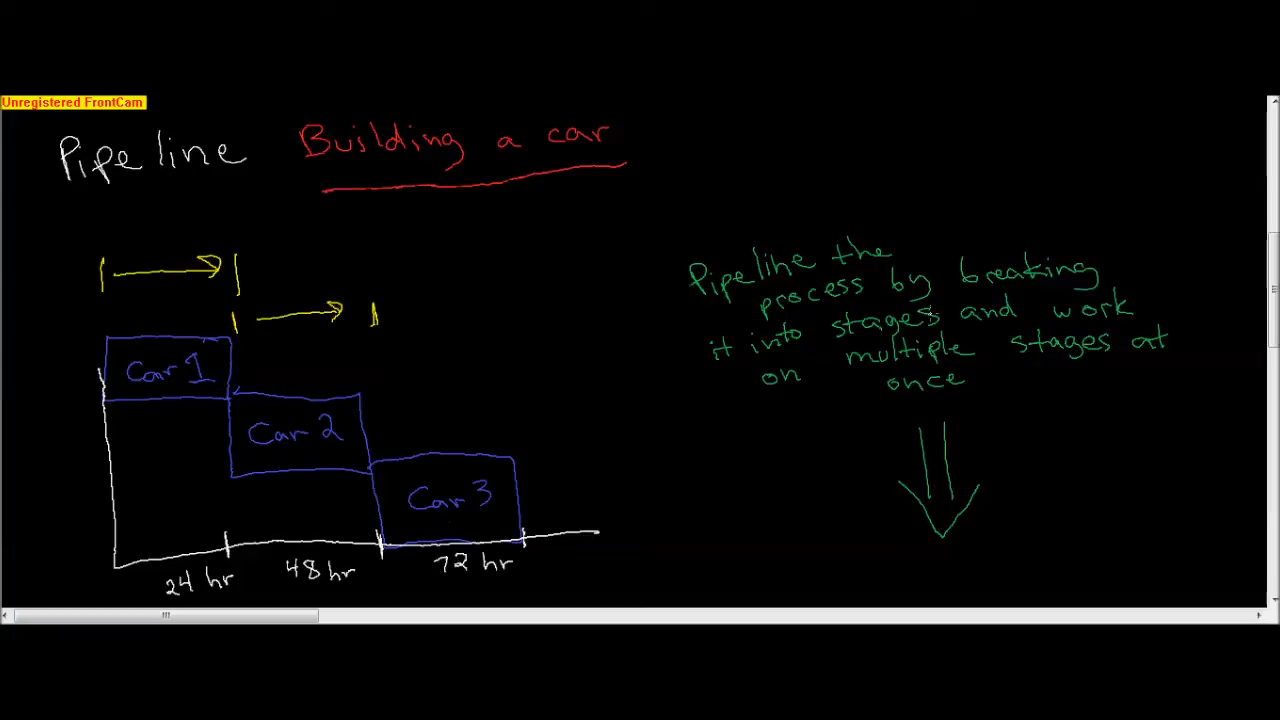 Unregistered FrontCam
Pipeline Building a car
Pipeline the
process by breaking
it into stages and work
on multiple stages at
once
Car 1
Car 2
Car 3
24 hr 48 hr 72 hr